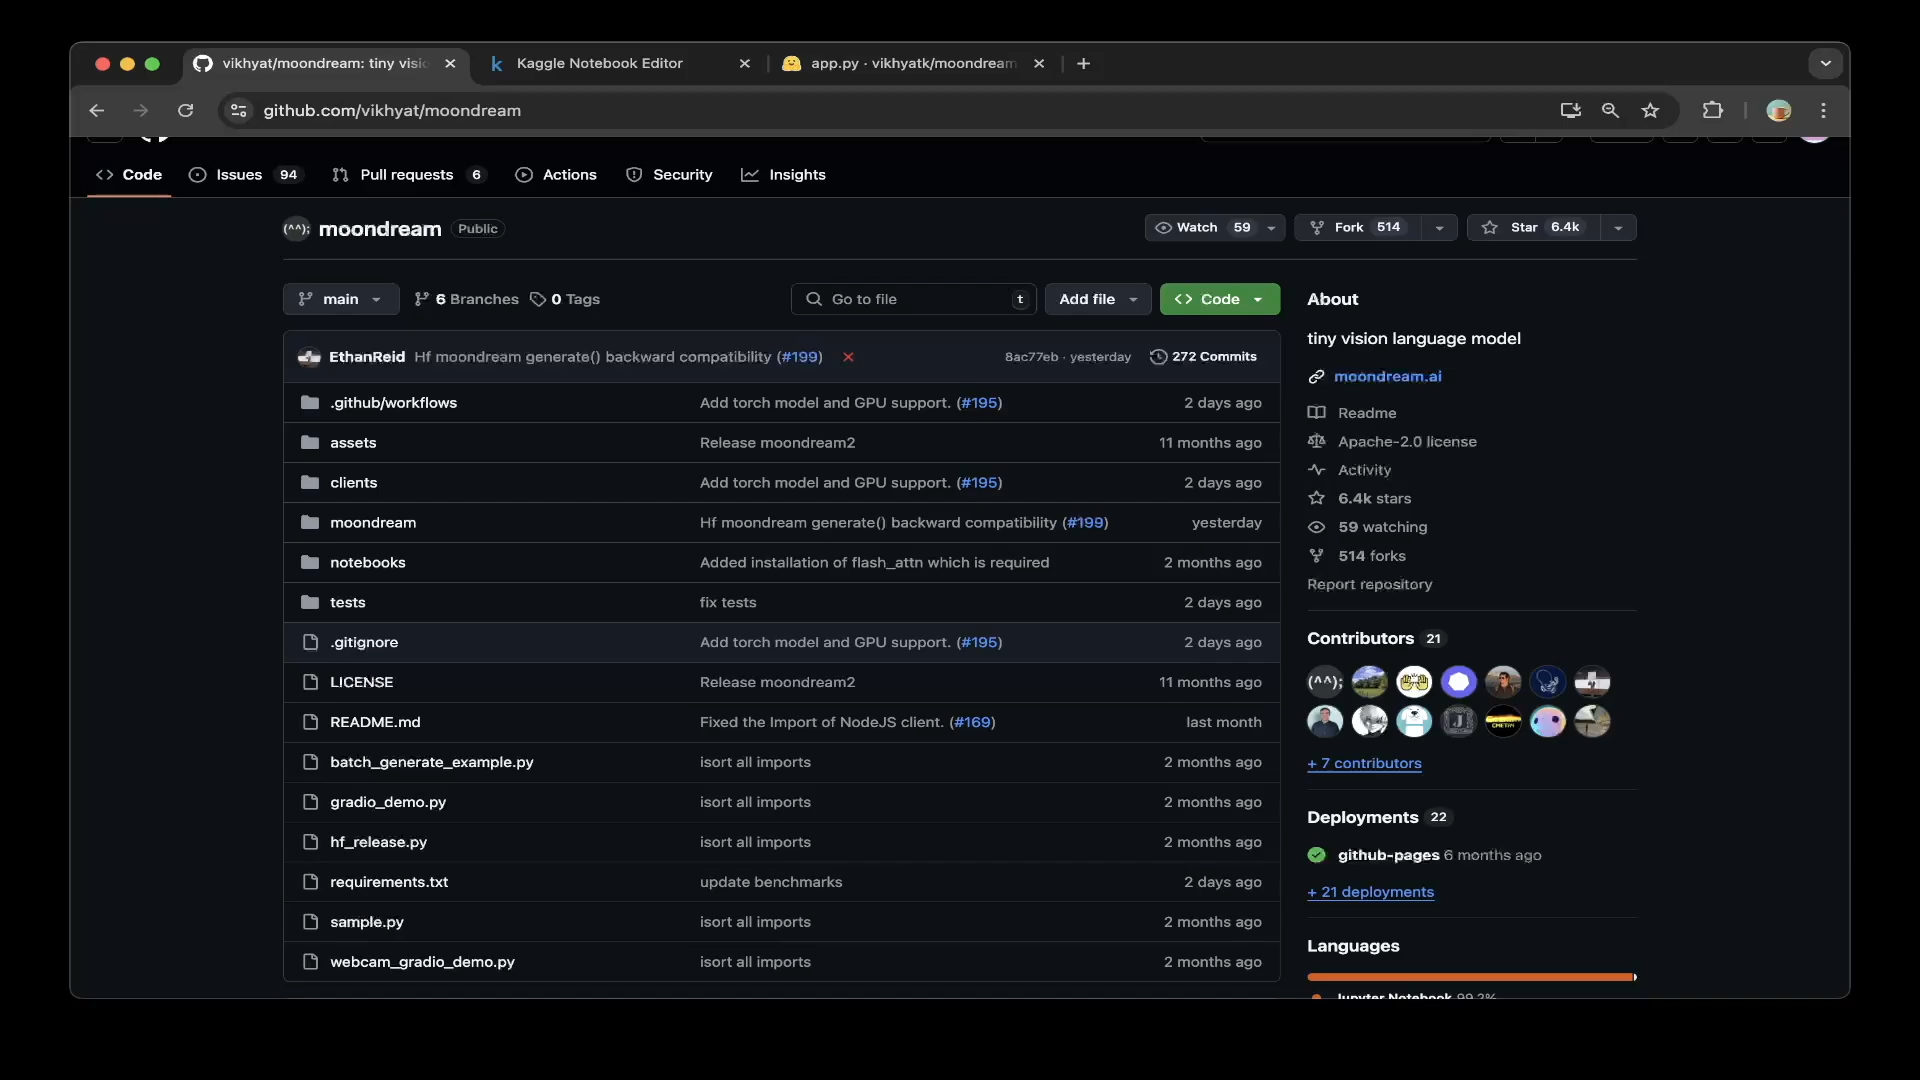 vikhyat/moondream: tiny visio
Kaggle Notebook Editor
app.py · vikhyatk/moondream
github.com/vikhyat/moondream
Code
Issues 94
Pull requests 6
Actions
Security
Insights
(^^); moondream Public
Watch 59
Fork 514
Star 6.4k
main
6 Branches
0 Tags
Go to file t
Add file
Code
EthanReid Hf moondream generate() backward compatibility (#199) 8ac77eb · yesterday 272 Commits
.github/workflows Add torch model and GPU support. (#195) 2 days ago
assets Release moondream2 11 months ago
clients Add torch model and GPU support. (#195) 2 days ago
moondream Hf moondream generate() backward compatibility (#199) yesterday
notebooks Added installation of flash_attn which is required 2 months ago
tests fix tests 2 days ago
.gitignore Add torch model and GPU support. (#195) 2 days ago
LICENSE Release moondream2 11 months ago
README.md Fixed the Import of NodeJS client. (#169) last month
batch_generate_example.py isort all imports 2 months ago
gradio_demo.py isort all imports 2 months ago
hf_release.py isort all imports 2 months ago
requirements.txt update benchmarks 2 days ago
sample.py isort all imports 2 months ago
webcam_gradio_demo.py isort all imports 2 months ago
About
tiny vision language model
moondream.ai
Readme
Apache-2.0 license
Activity
6.4k stars
59 watching
514 forks
Report repository
Contributors 21
(^^);
J
CMETAN
+ 7 contributors
Deployments 22
github-pages 6 months ago
+ 21 deployments
Languages
Jupyter Notebook 99.2%